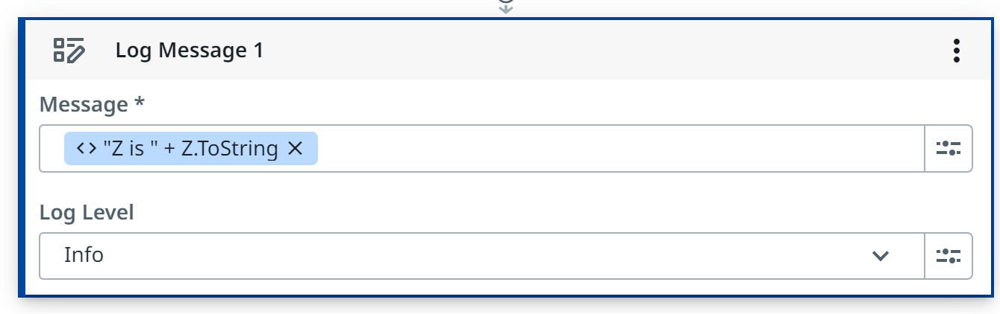 Log Message 1
Message *
"Z is " + Z.ToString
Log Level
Info